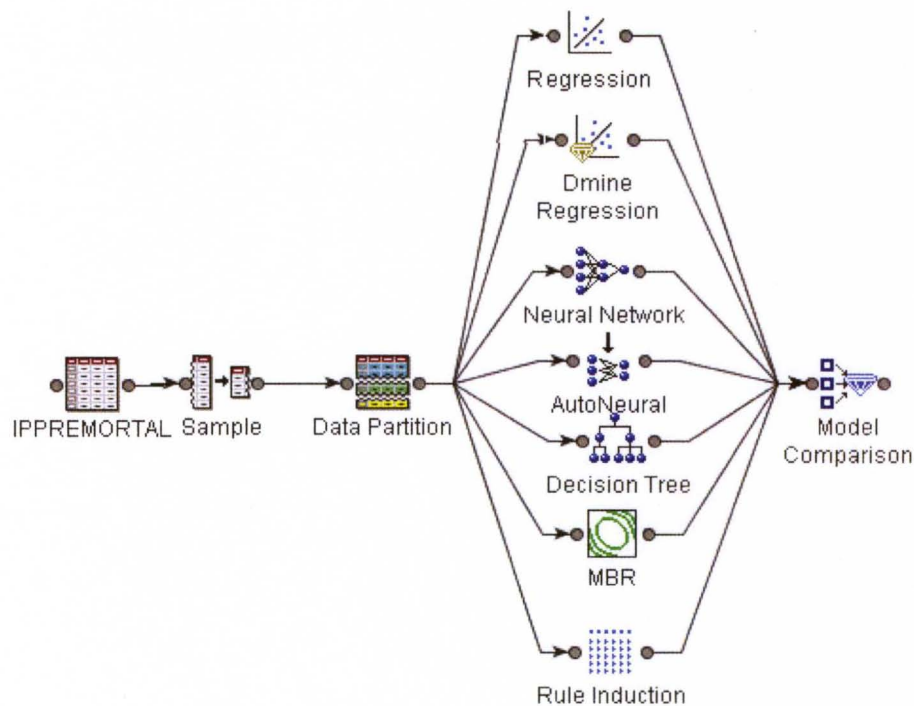 Regression
Dmine
Regression
Neural Network
AutoNeural
IPPREMORTAL
Sample
Data Partition
Decision Tree
Model
Comparison
MBR
Rule Induction